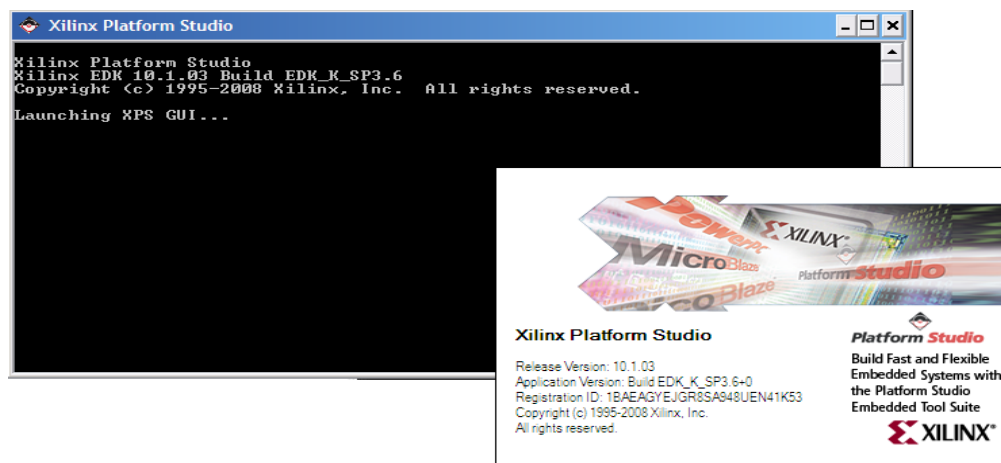 Xilinx Platform Studio
Xilinx Platform Studio
Xilinx EDK 10.1.03 Build EDK_K_SP3.6
Copyright (c) 1995-2008 Xilinx, Inc.  All rights reserved.
Launching XPS GUI...
PowerPC
XILINX®
MicroBlaze
Platform Studio
Blaze
Xilinx Platform Studio
Release Version: 10.1.03
Application Version: Build EDK_K_SP3.6+0
Registration ID: 1BAEAGYEJGR8SA948UEN41K53
Copyright (c) 1995-2008 Xilinx, Inc.
All rights reserved.
Platform Studio
Build Fast and Flexible
Embedded Systems with
the Platform Studio
Embedded Tool Suite
XILINX®